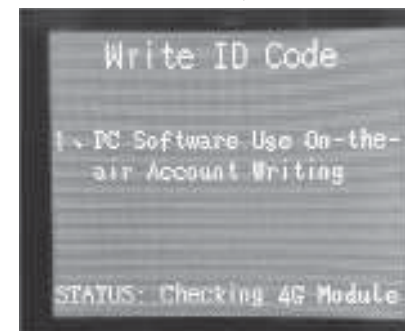 Write ID Code
1、PC Software Use On-the-
air Account Writing
STATUS: Checking 4G Module